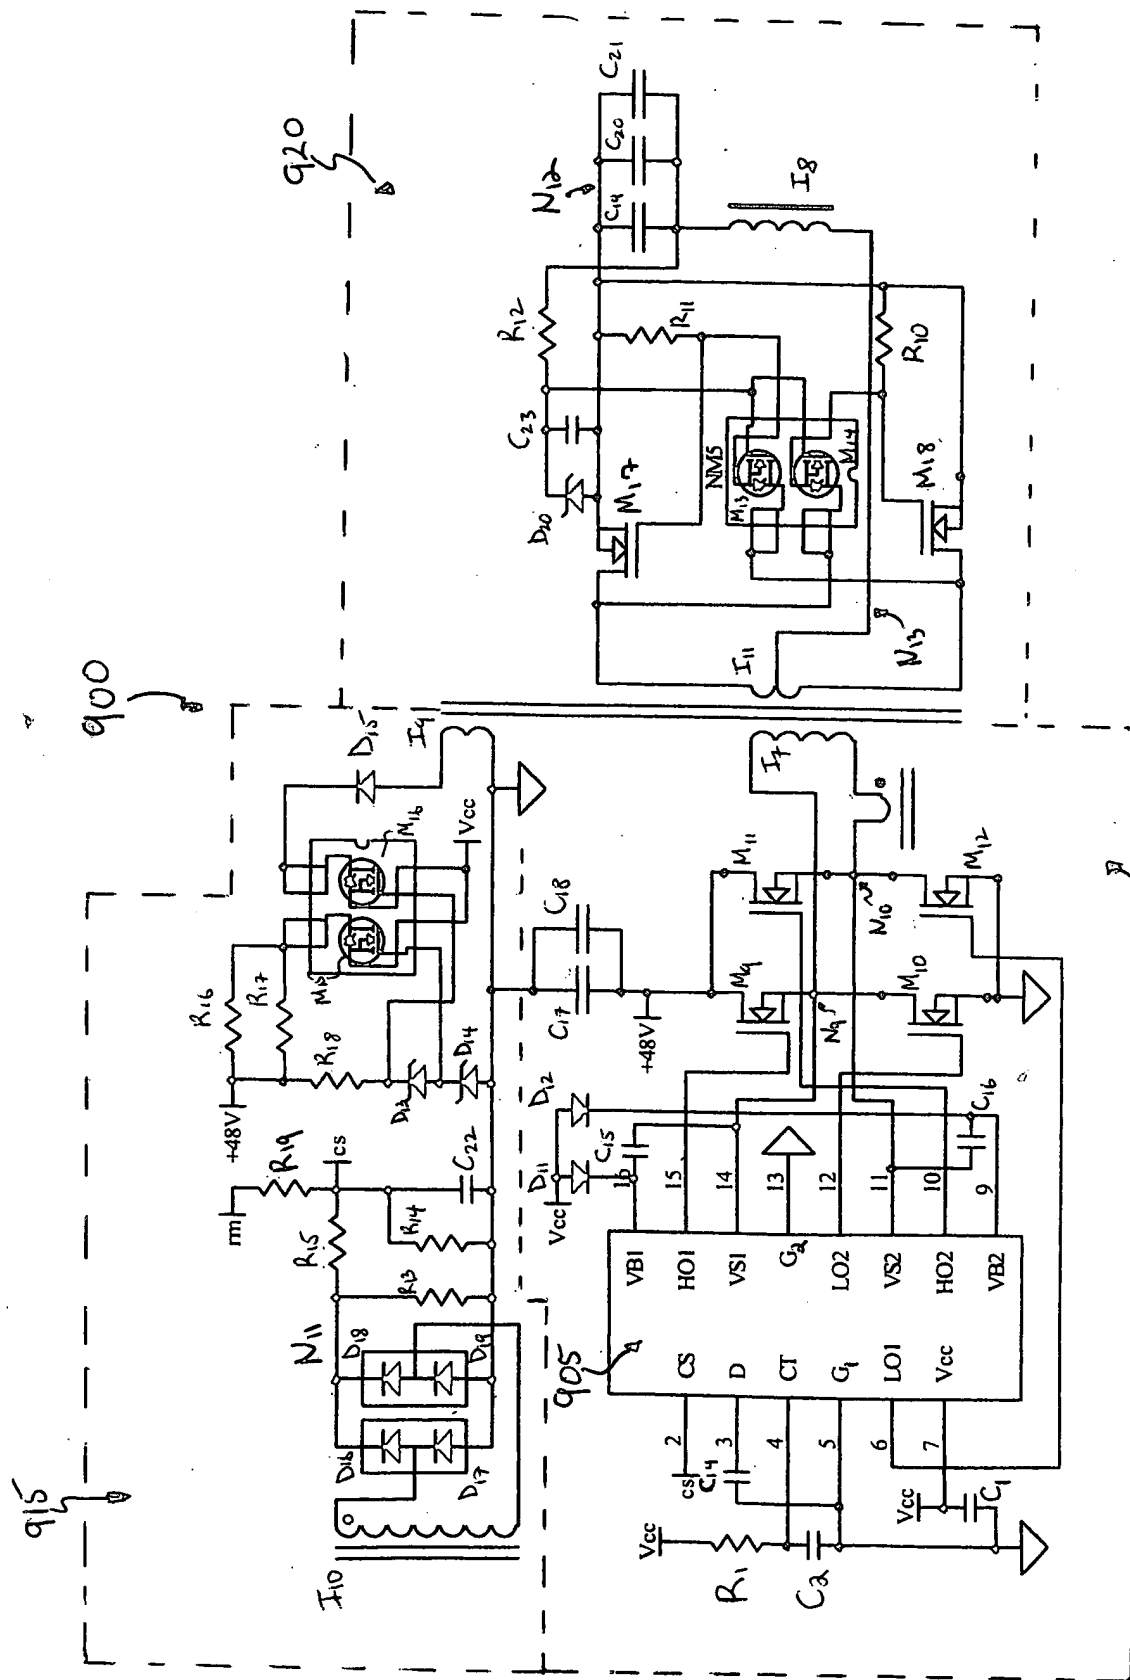 915
900
920
I10
D16
D17
D18
D19
N11
R13
R14
R15
rm
R19
cs
C22
+48V
R16
R17
R18
D13
D14
M16
Vcc
D15
I9
C17
C18
+48V
Vcc
D11
D12
C15
16
15
14
13
12
11
10
9
C16
905
VB1
HO1
VS1
G2
LO2
VS2
HO2
VB2
CS
D
CT
G1
LO1
Vcc
2
3
4
5
6
7
cs
C14
Vcc
R1
C2
Vcc
C1
M9
M11
N9
N10
M10
M12
I7
I11
N13
D20
C23
R12
M17
R11
NM5
M13
M14
M18
R10
N12
C19
C20
C21
I8